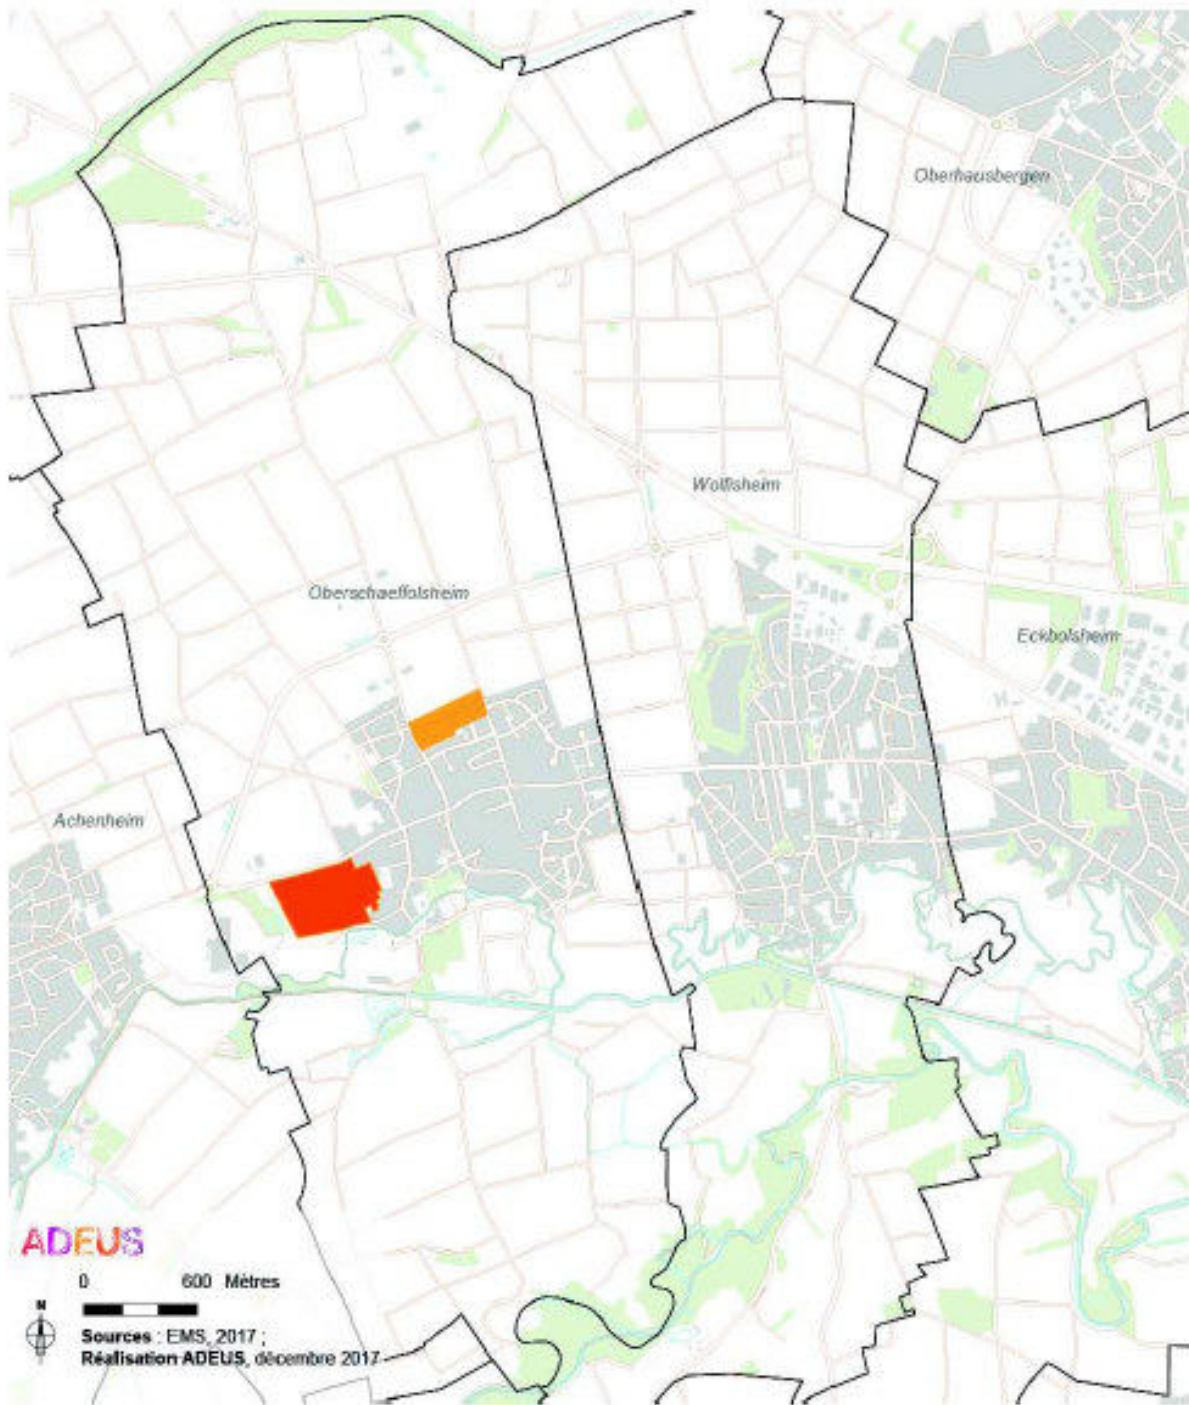 Oberhausbergen
Wolfisheim
Oberschaeffolsheim
Eckbolsheim
Achenheim
ADEUS
0 600 Mètres
N
Sources : EMS, 2017 ;
Réalisation ADEUS, décembre 2017